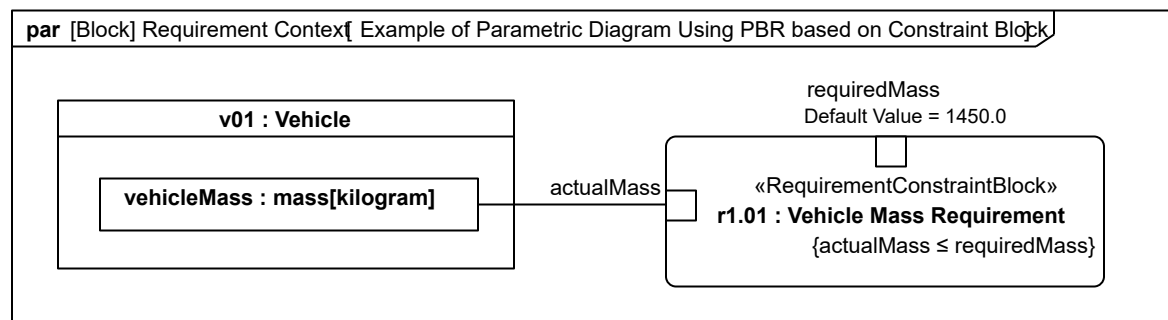 par [Block] Requirement Context[ Example of Parametric Diagram Using PBR based on Constraint Block]
requiredMass
Default Value = 1450.0
v01 : Vehicle
vehicleMass : mass[kilogram]
actualMass
«RequirementConstraintBlock»
r1.01 : Vehicle Mass Requirement
{actualMass ≤ requiredMass}